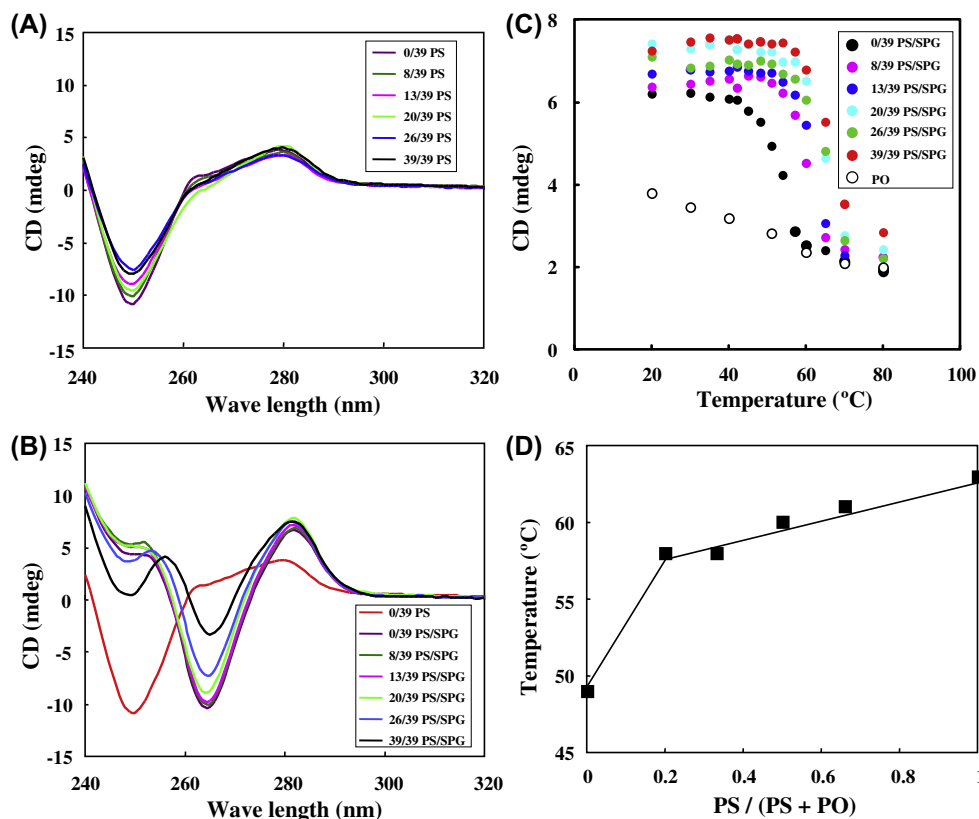 (A)
15
10
5
0
-5
-10
-15
CD (mdeg)
240
260
280
300
320
Wave length (nm)
0/39 PS
8/39 PS
13/39 PS
20/39 PS
26/39 PS
39/39 PS
(C)
8
6
4
2
0
CD (mdeg)
0
20
40
60
80
100
Temperature (ºC)
0/39 PS/SPG
8/39 PS/SPG
13/39 PS/SPG
20/39 PS/SPG
26/39 PS/SPG
39/39 PS/SPG
PO
(B)
15
10
5
0
-5
-10
-15
CD (mdeg)
240
260
280
300
320
Wave length (nm)
0/39 PS
0/39 PS/SPG
8/39 PS/SPG
13/39 PS/SPG
20/39 PS/SPG
26/39 PS/SPG
39/39 PS/SPG
(D)
65
60
55
50
45
Temperature (ºC)
0
0.2
0.4
0.6
0.8
1
PS / (PS + PO)